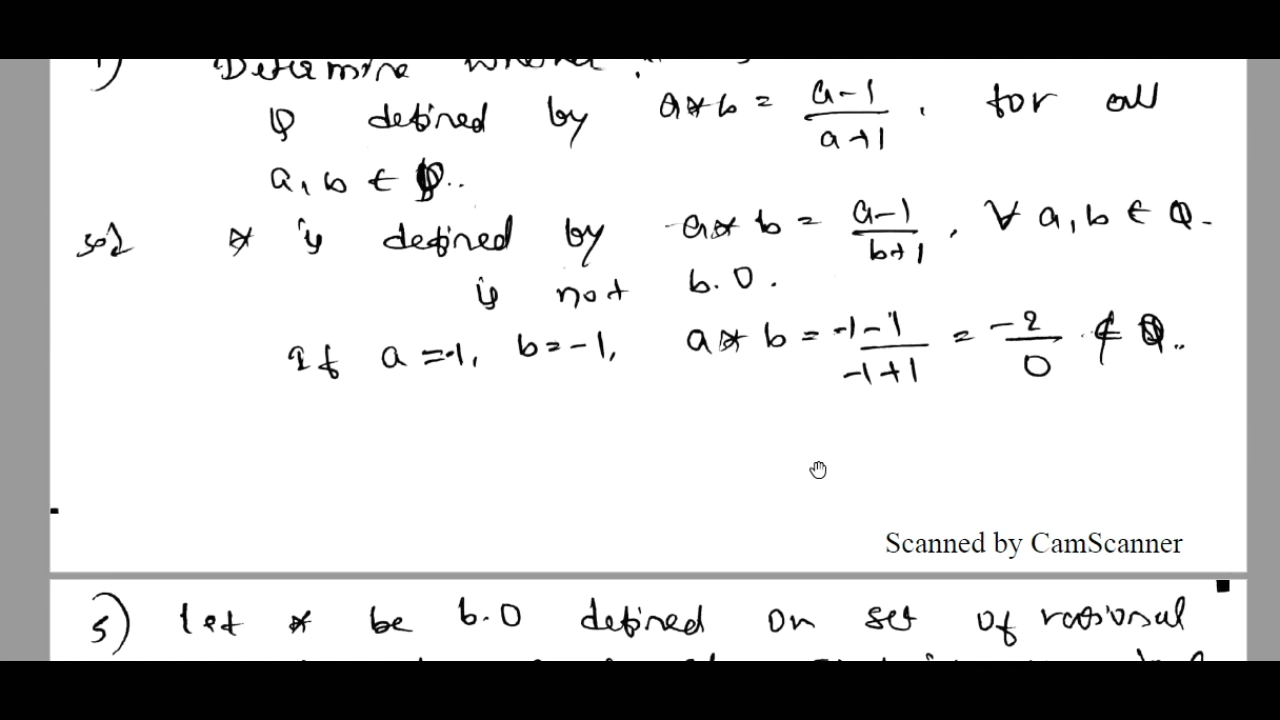 Determine
Q defined by a * b = a-1/a+1 . for all
a, b ∈ Q..
sol * is defined by a * b = a-1/b+1 , ∀ a, b ∈ Q.
is not b.o.
If a = -1, b = -1, a * b = -1-1/-1+1 = -2/0 ∉ Q..
Scanned by CamScanner
5) let * be b.o defined on set of rational